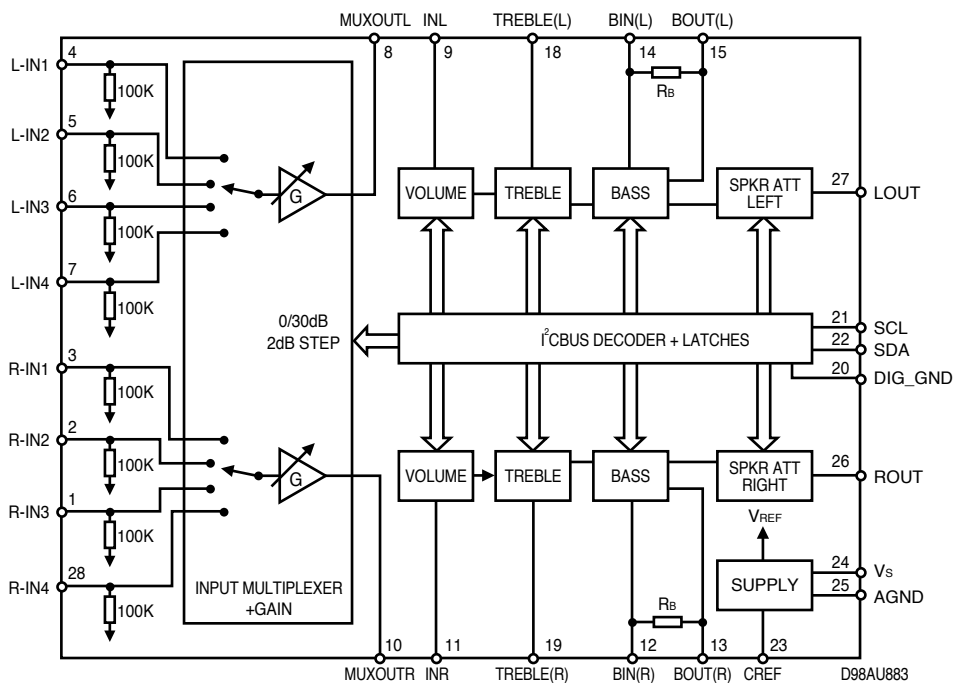 MUXOUTL INL TREBLE(L) BIN(L) BOUT(L)
8 9 18 14 15
L-IN1 4
100K
L-IN2 5
100K
L-IN3 6
100K
L-IN4 7
100K
G
RB
VOLUME TREBLE BASS SPKR ATT LEFT
27 LOUT
0/30dB
2dB STEP
I²CBUS DECODER + LATCHES
21 SCL
22 SDA
20 DIG_GND
R-IN1 3
100K
R-IN2 2
100K
R-IN3 1
100K
R-IN4 28
100K
G
VOLUME TREBLE BASS SPKR ATT RIGHT
26 ROUT
VREF
SUPPLY
24 VS
25 AGND
INPUT MULTIPLEXER
+GAIN
RB
10 11 19 12 13 23
MUXOUTR INR TREBLE(R) BIN(R) BOUT(R) CREF D98AU883